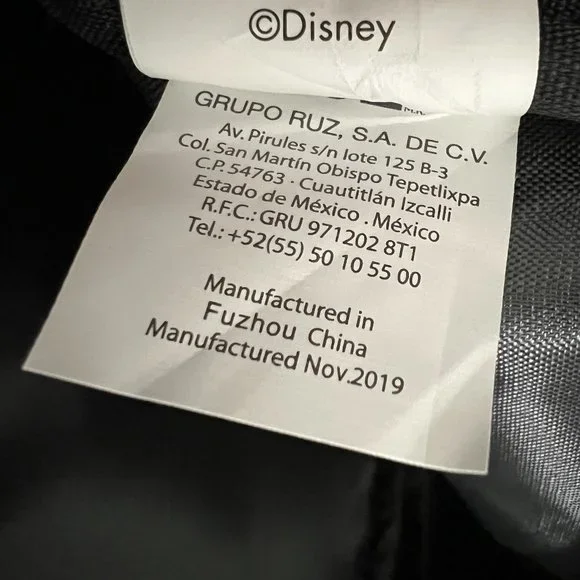 ©Disney
M.R.
GRUPO RUZ, S.A. DE C.V.
Av. Pirules s/n lote 125 B-3
Col. San Martín Obispo Tepetlixpa
C.P. 54763 · Cuautitlán Izcalli
Estado de México . México
R.F.C.: GRU 971202 8T1
Tel.: +52(55) 50 10 55 00
Manufactured in
Fuzhou China
Manufactured Nov.2019